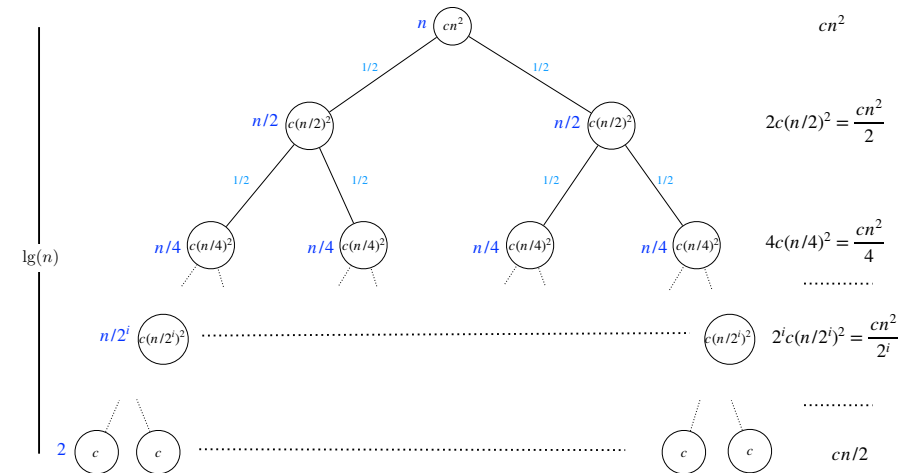 n cn² cn²
1/2 1/2
n/2 c(n/2)² n/2 c(n/2)² 2c(n/2)² = cn²/2
1/2 1/2 1/2 1/2
n/4 c(n/4)² n/4 c(n/4)² n/4 c(n/4)² n/4 c(n/4)² 4c(n/4)² = cn²/4
lg(n)
n/2ⁱ c(n/2ⁱ)² c(n/2ⁱ)² 2ⁱc(n/2ⁱ)² = cn²/2ⁱ
2 c c c c cn/2